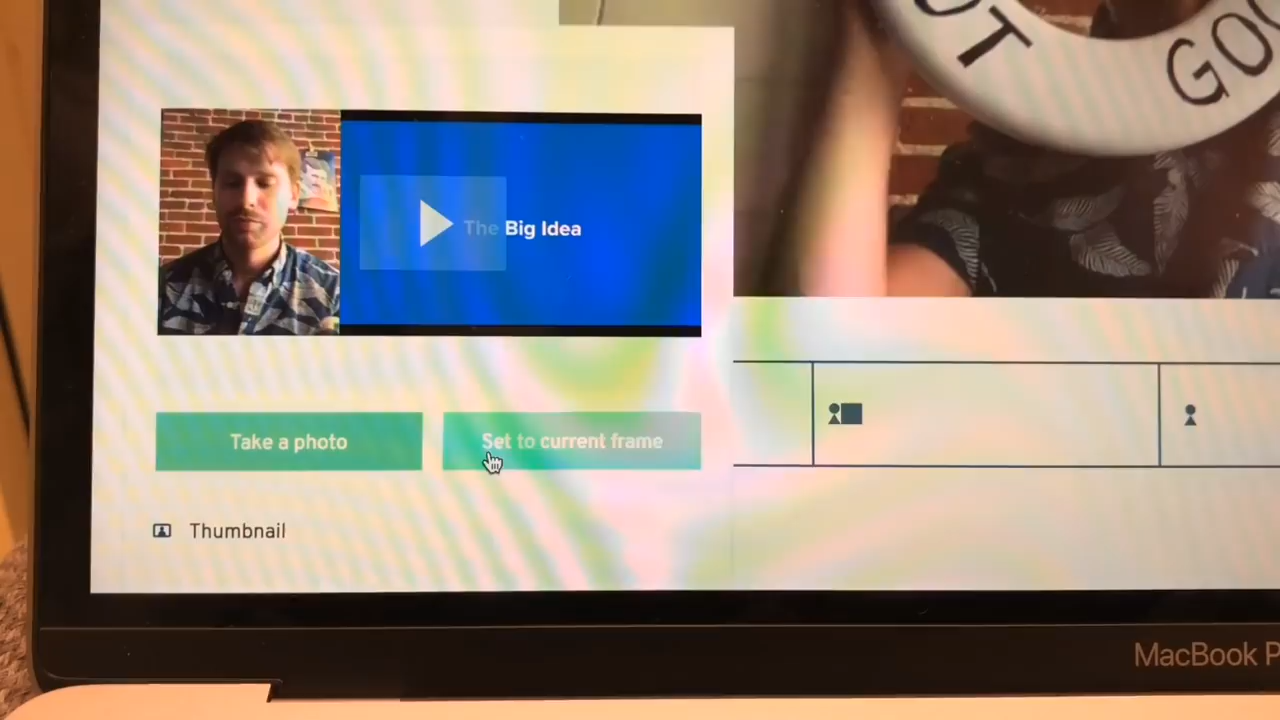 The Big Idea
Take a photo
Set to current frame
Thumbnail
MacBook